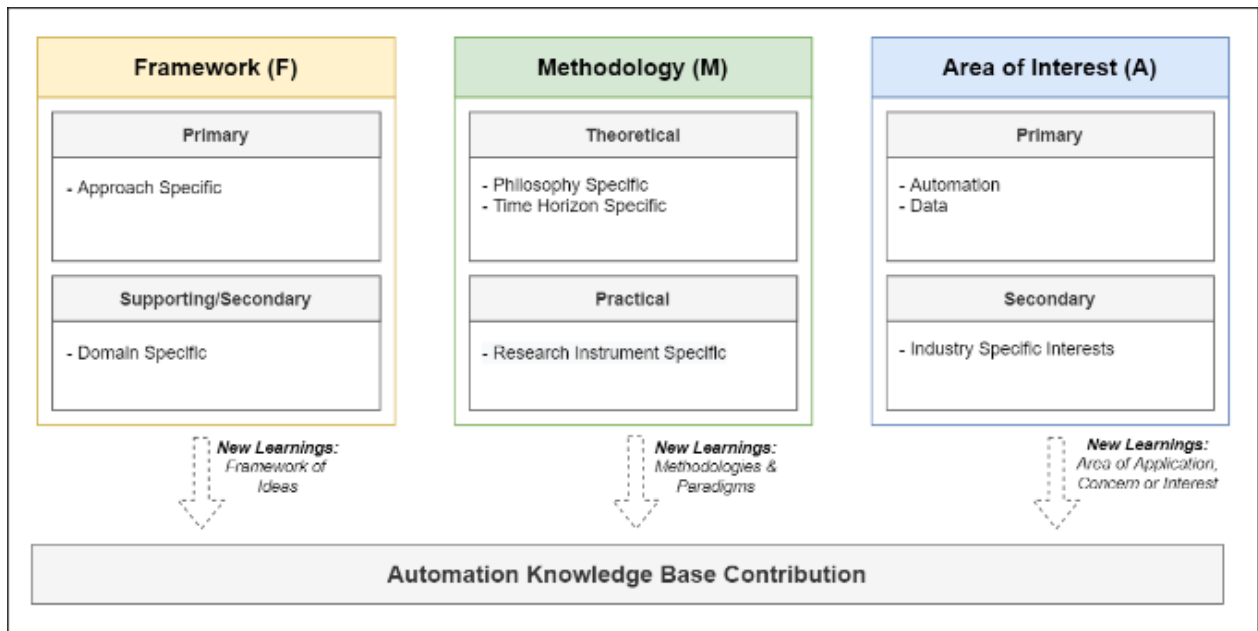 Framework (F)
Primary
- Approach Specific
Supporting/Secondary
- Domain Specific
New Learnings:
Framework of
Ideas
Methodology (M)
Theoretical
- Philosophy Specific
- Time Horizon Specific
Practical
- Research Instrument Specific
New Learnings:
Methodologies &
Paradigms
Area of Interest (A)
Primary
- Automation
- Data
Secondary
- Industry Specific Interests
New Learnings:
Area of Application,
Concern or Interest
Automation Knowledge Base Contribution